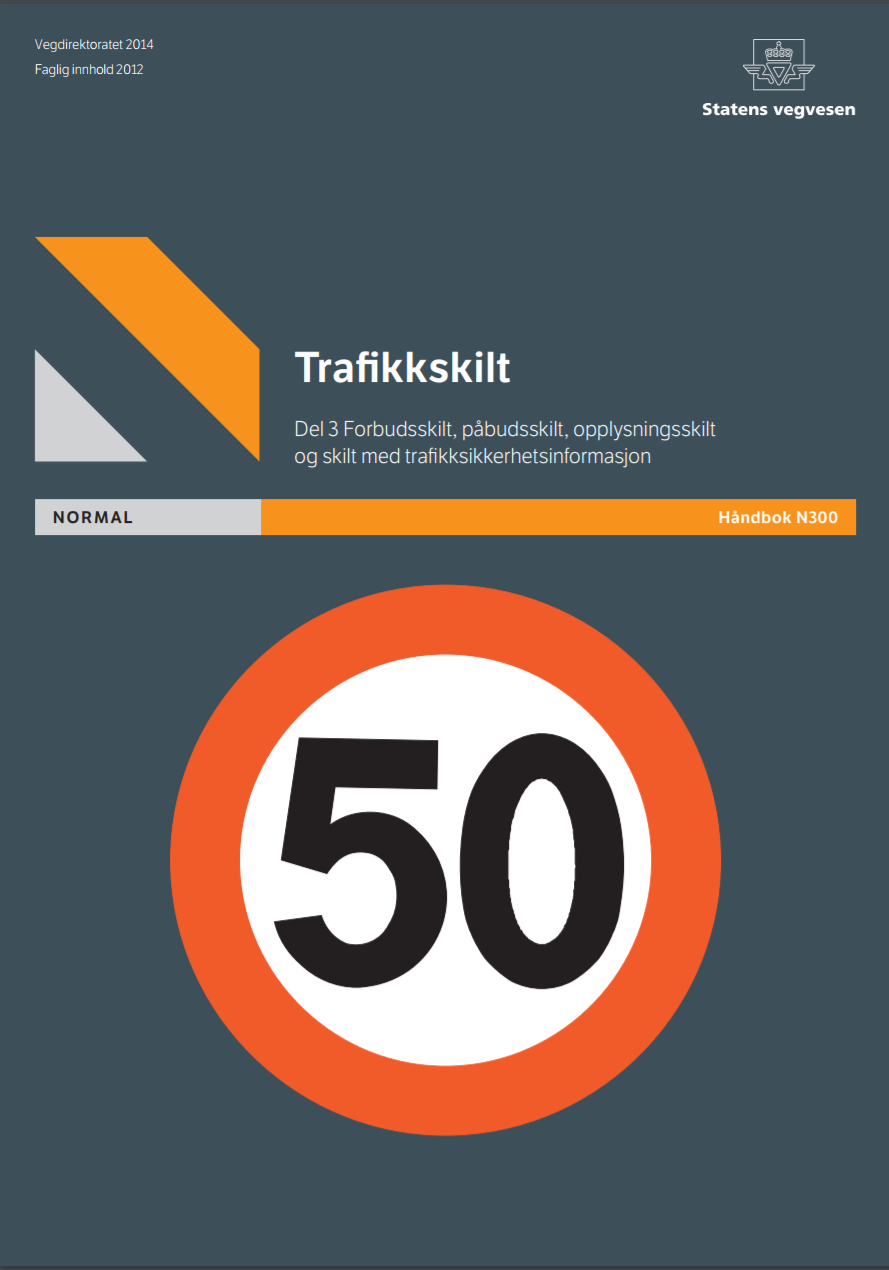 Vegdirektoratet 2014
Faglig innhold 2012
Statens vegvesen
Trafikkskilt
Del 3 Forbudsskilt, påbudsskilt, opplysningsskilt
og skilt med trafikksikkerhetsinformasjon
NORMAL
Håndbok N300
50